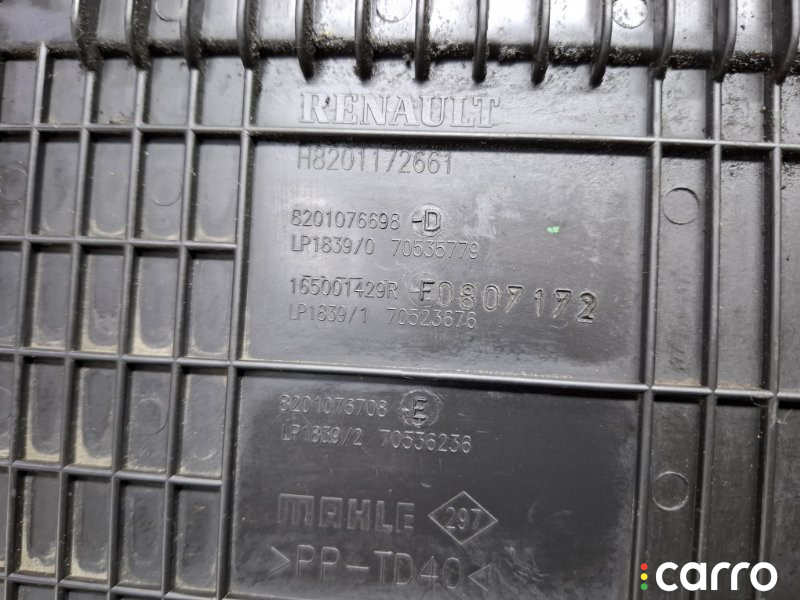 RENAULT
H8201172661
8201076698 -D
LP1839/0 70535779
165001429R -F 0807172
LP1839/1 70523676
8201076708 -E
LP1839/2 70536236
MAHLE 297
>PP-TD40<
carro